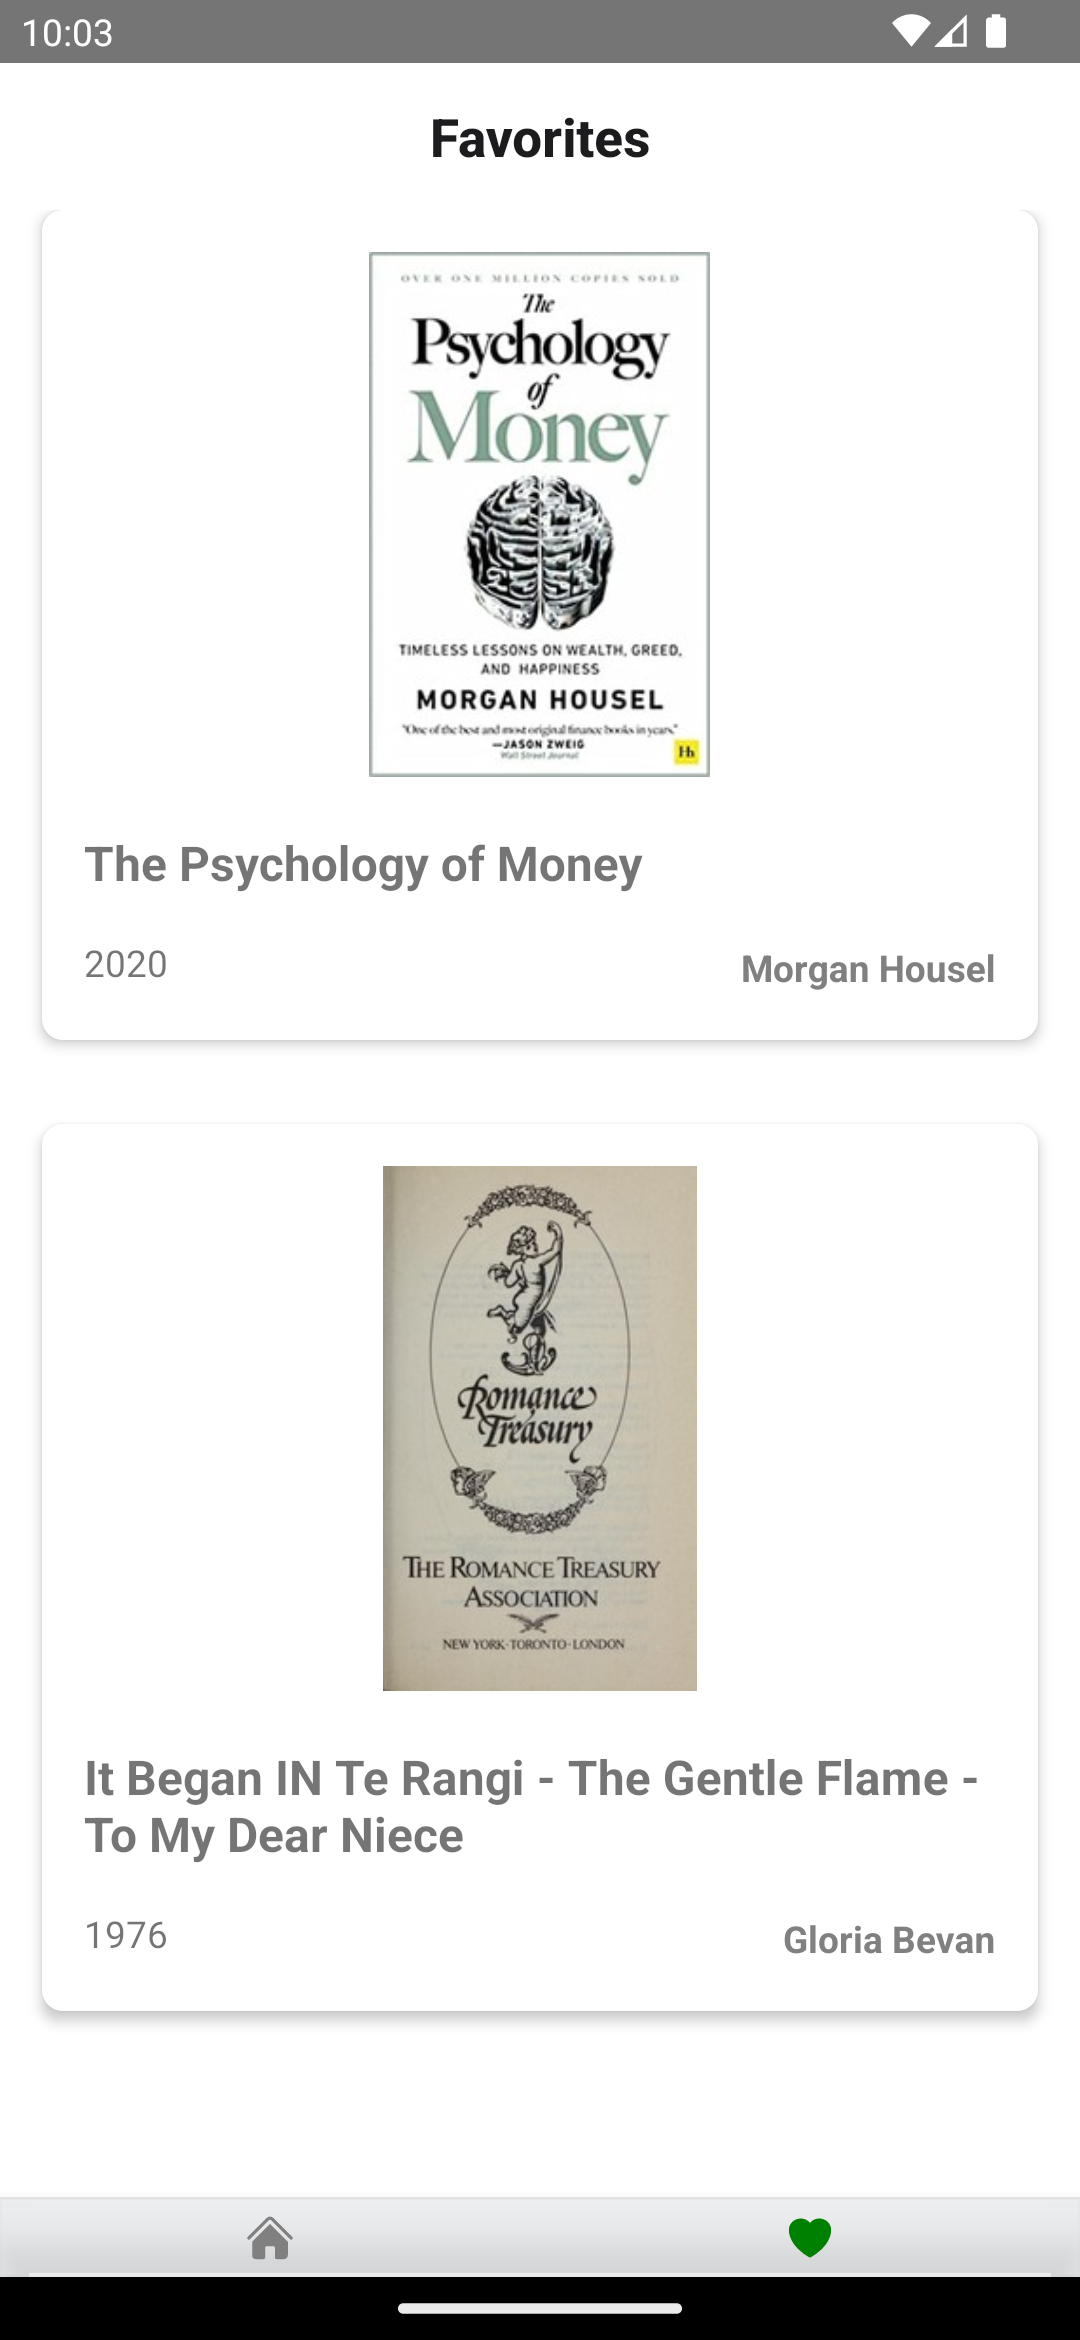 10:03
Favorites
OVER ONE MILLION COPIES SOLD
The
Psychology
of
Money
TIMELESS LESSONS ON WEALTH, GREED,
AND HAPPINESS
MORGAN HOUSEL
"One of the best and most original finance books in years."
—JASON ZWEIG
Wall Street Journal
Hh
The Psychology of Money
2020
Morgan Housel
Romance
Treasury
THE ROMANCE TREASURY
ASSOCIATION
NEW YORK·TORONTO·LONDON
It Began IN Te Rangi - The Gentle Flame -
To My Dear Niece
1976
Gloria Bevan